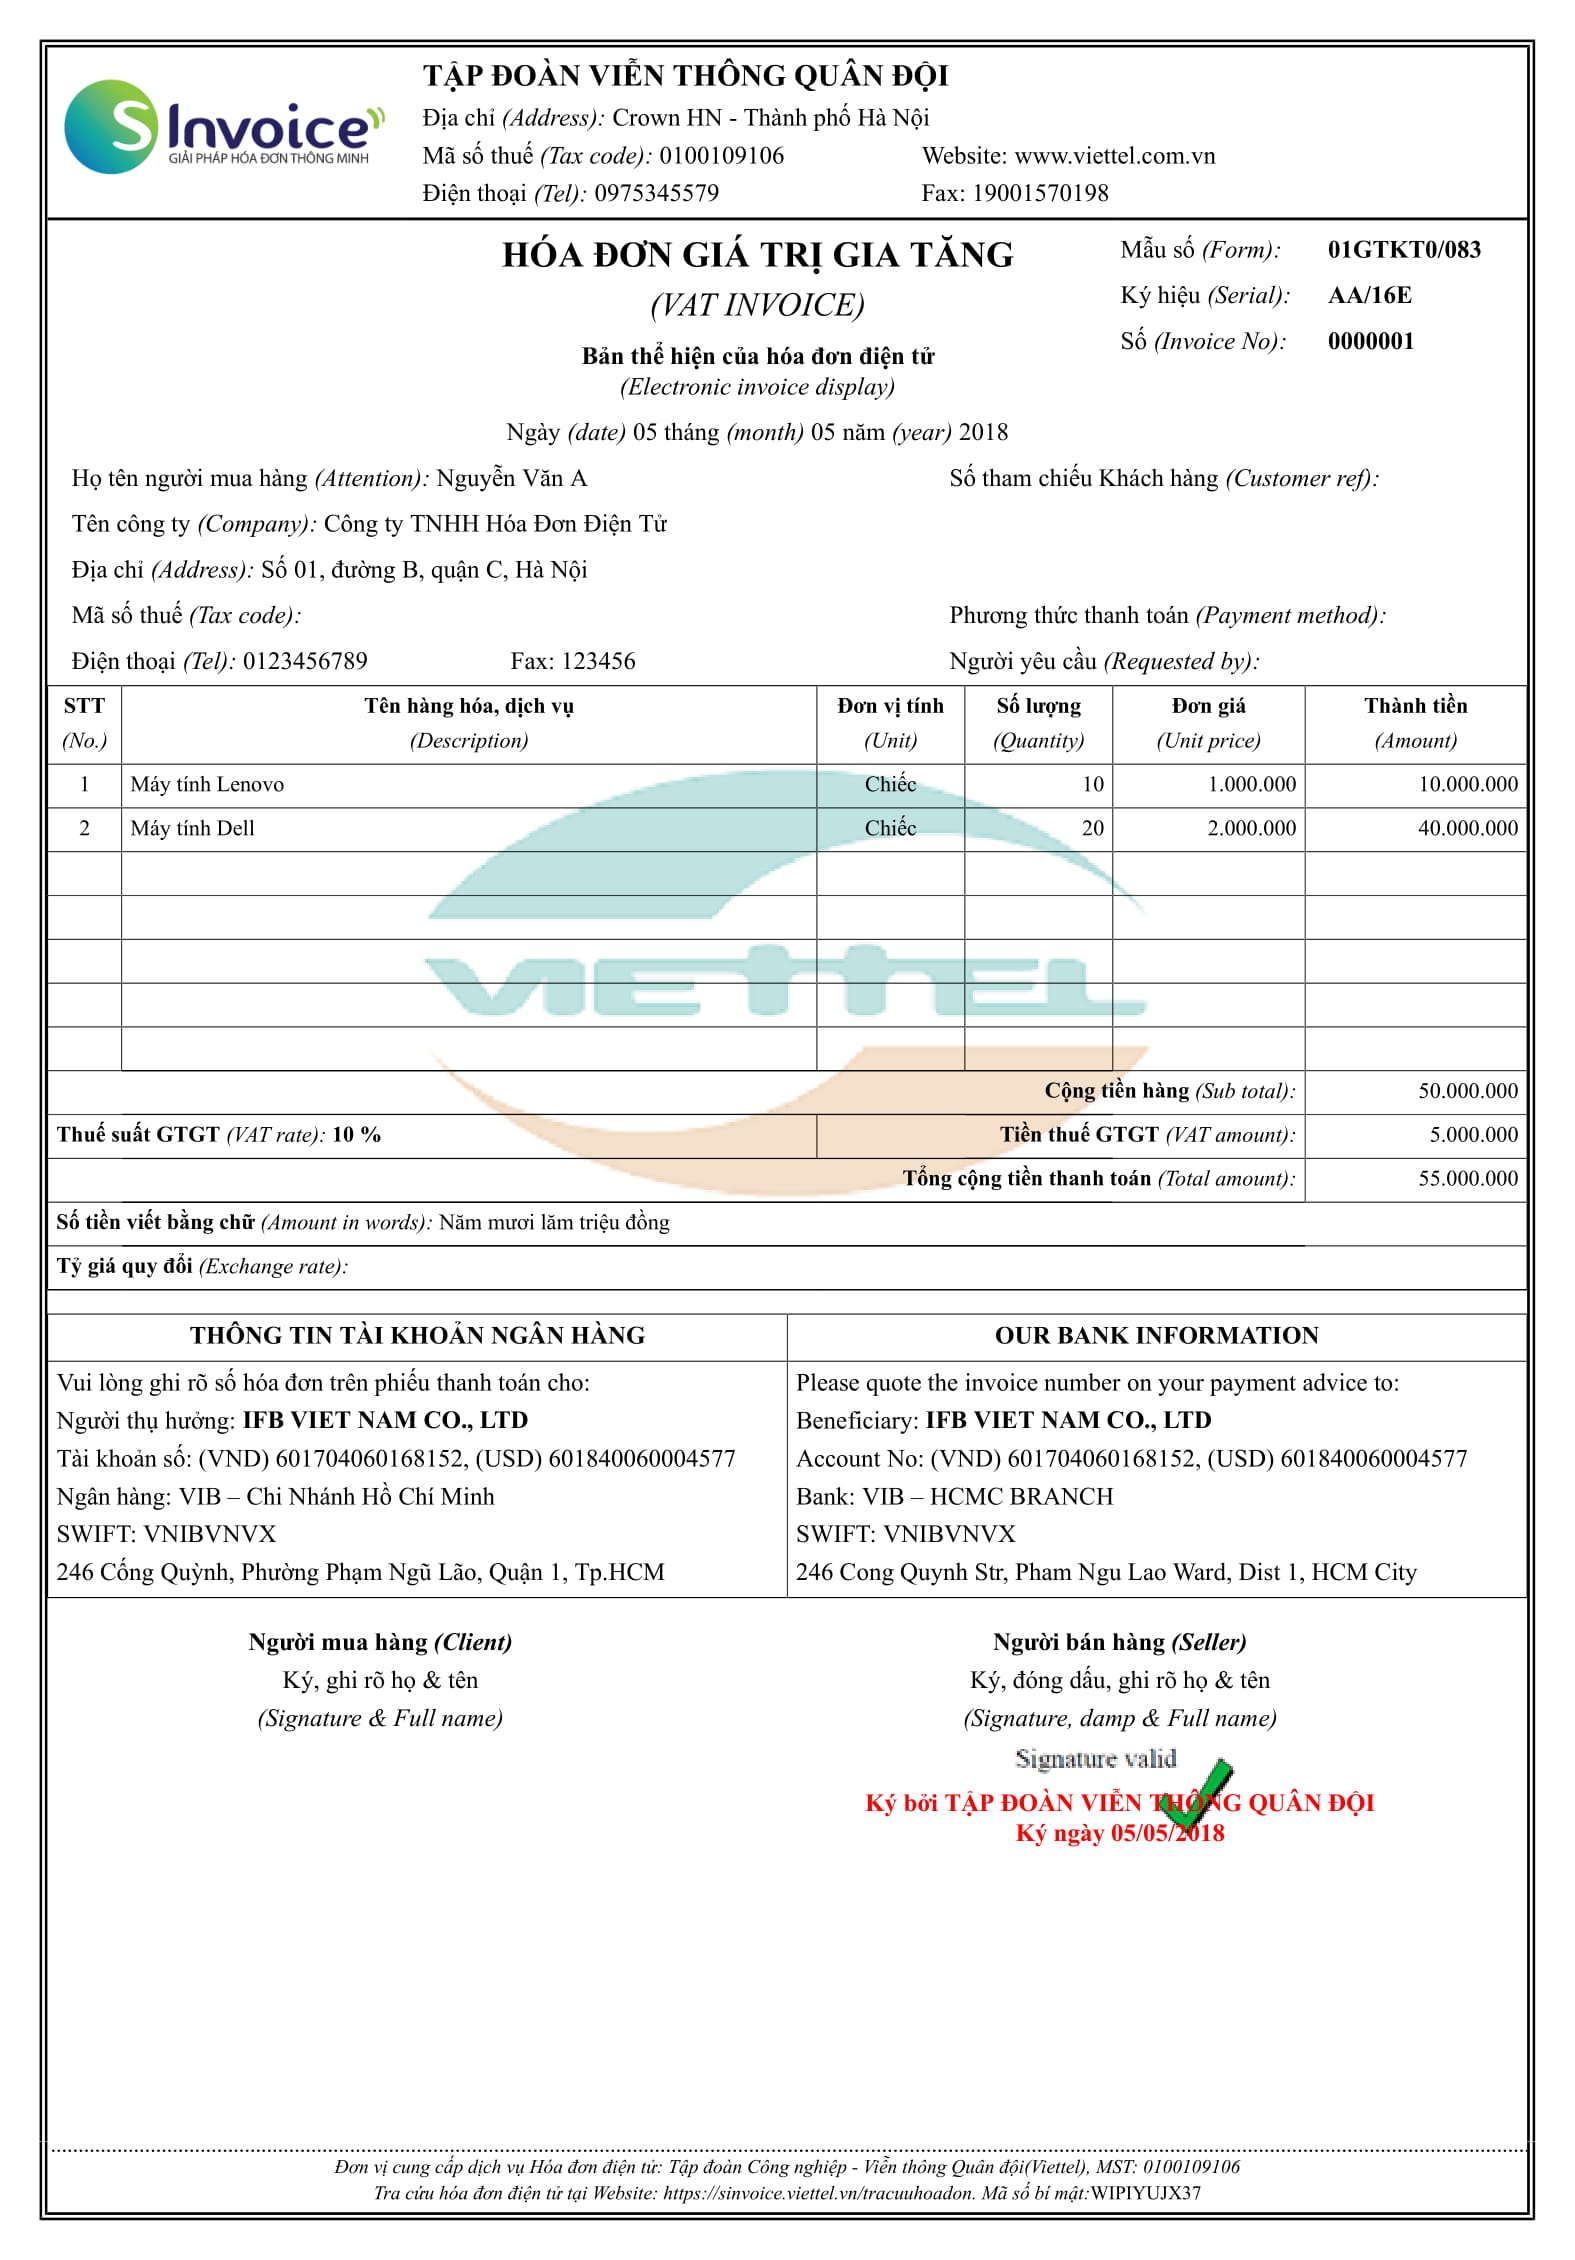 S Invoice
GIẢI PHÁP HÓA ĐƠN THÔNG MINH
TẬP ĐOÀN VIỄN THÔNG QUÂN ĐỘI
Địa chỉ (Address): Crown HN - Thành phố Hà Nội
Mã số thuế (Tax code): 0100109106 Website: www.viettel.com.vn
Điện thoại (Tel): 0975345579 Fax: 19001570198
HÓA ĐƠN GIÁ TRỊ GIA TĂNG
(VAT INVOICE)
Bản thể hiện của hóa đơn điện tử
(Electronic invoice display)
Ngày (date) 05 tháng (month) 05 năm (year) 2018
Mẫu số (Form): 01GTKT0/083
Ký hiệu (Serial): AA/16E
Số (Invoice No): 0000001
Họ tên người mua hàng (Attention): Nguyễn Văn A Số tham chiếu Khách hàng (Customer ref):
Tên công ty (Company): Công ty TNHH Hóa Đơn Điện Tử
Địa chỉ (Address): Số 01, đường B, quận C, Hà Nội
Mã số thuế (Tax code): Phương thức thanh toán (Payment method):
Điện thoại (Tel): 0123456789 Fax: 123456 Người yêu cầu (Requested by):
STT Tên hàng hóa, dịch vụ Đơn vị tính Số lượng Đơn giá Thành tiền
(No.) (Description) (Unit) (Quantity) (Unit price) (Amount)
1 Máy tính Lenovo Chiếc 10 1.000.000 10.000.000
2 Máy tính Dell Chiếc 20 2.000.000 40.000.000
VIETTEL
Cộng tiền hàng (Sub total): 50.000.000
Thuế suất GTGT (VAT rate): 10 % Tiền thuế GTGT (VAT amount): 5.000.000
Tổng cộng tiền thanh toán (Total amount): 55.000.000
Số tiền viết bằng chữ (Amount in words): Năm mươi lăm triệu đồng
Tỷ giá quy đổi (Exchange rate):
THÔNG TIN TÀI KHOẢN NGÂN HÀNG
Vui lòng ghi rõ số hóa đơn trên phiếu thanh toán cho:
Người thụ hưởng: IFB VIET NAM CO., LTD
Tài khoản số: (VND) 601704060168152, (USD) 601840060004577
Ngân hàng: VIB – Chi Nhánh Hồ Chí Minh
SWIFT: VNIBVNVX
246 Cống Quỳnh, Phường Phạm Ngũ Lão, Quận 1, Tp.HCM
OUR BANK INFORMATION
Please quote the invoice number on your payment advice to:
Beneficiary: IFB VIET NAM CO., LTD
Account No: (VND) 601704060168152, (USD) 601840060004577
Bank: VIB – HCMC BRANCH
SWIFT: VNIBVNVX
246 Cong Quynh Str, Pham Ngu Lao Ward, Dist 1, HCM City
Người mua hàng (Client)
Ký, ghi rõ họ & tên
(Signature & Full name)
Người bán hàng (Seller)
Ký, đóng dấu, ghi rõ họ & tên
(Signature, damp & Full name)
Signature valid
Ký bởi TẬP ĐOÀN VIỄN THÔNG QUÂN ĐỘI
Ký ngày 05/05/2018
Đơn vị cung cấp dịch vụ Hóa đơn điện tử: Tập đoàn Công nghiệp - Viễn thông Quân đội(Viettel), MST: 0100109106
Tra cứu hóa đơn điện tử tại Website: https://sinvoice.viettel.vn/tracuuhoadon. Mã số bí mật:WIPIYUJX37